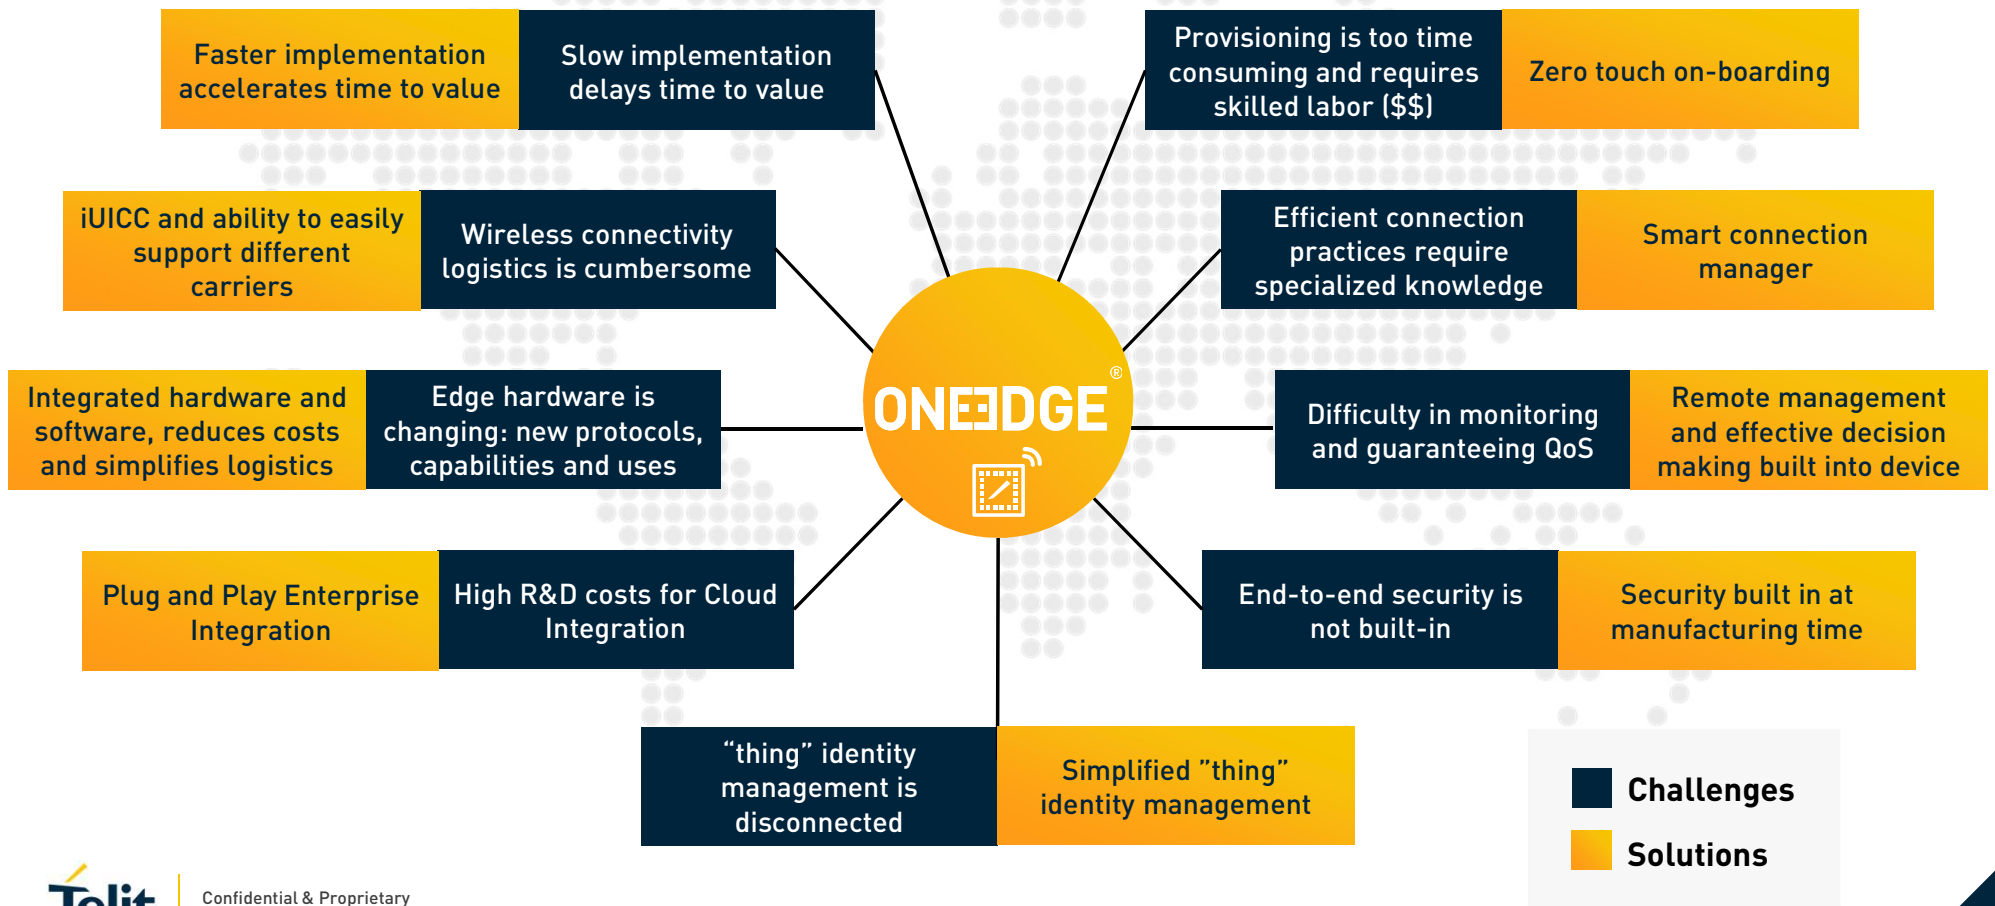 Faster implementation
accelerates time to value
Slow implementation
delays time to value
Provisioning is too time
consuming and requires
skilled labor ($$)
Zero touch on-boarding
iUICC and ability to easily
support different
carriers
Wireless connectivity
logistics is cumbersome
Efficient connection
practices require
specialized knowledge
Smart connection
manager
Integrated hardware and
software, reduces costs
and simplifies logistics
Edge hardware is
changing: new protocols,
capabilities and uses
ONEEDGE®
Difficulty in monitoring
and guaranteeing QoS
Remote management
and effective decision
making built into device
Plug and Play Enterprise
Integration
High R&D costs for Cloud
Integration
End-to-end security is
not built-in
Security built in at
manufacturing time
“thing” identity
management is
disconnected
Simplified ”thing”
identity management
Challenges
Solutions
Telit
Confidential & Proprietary